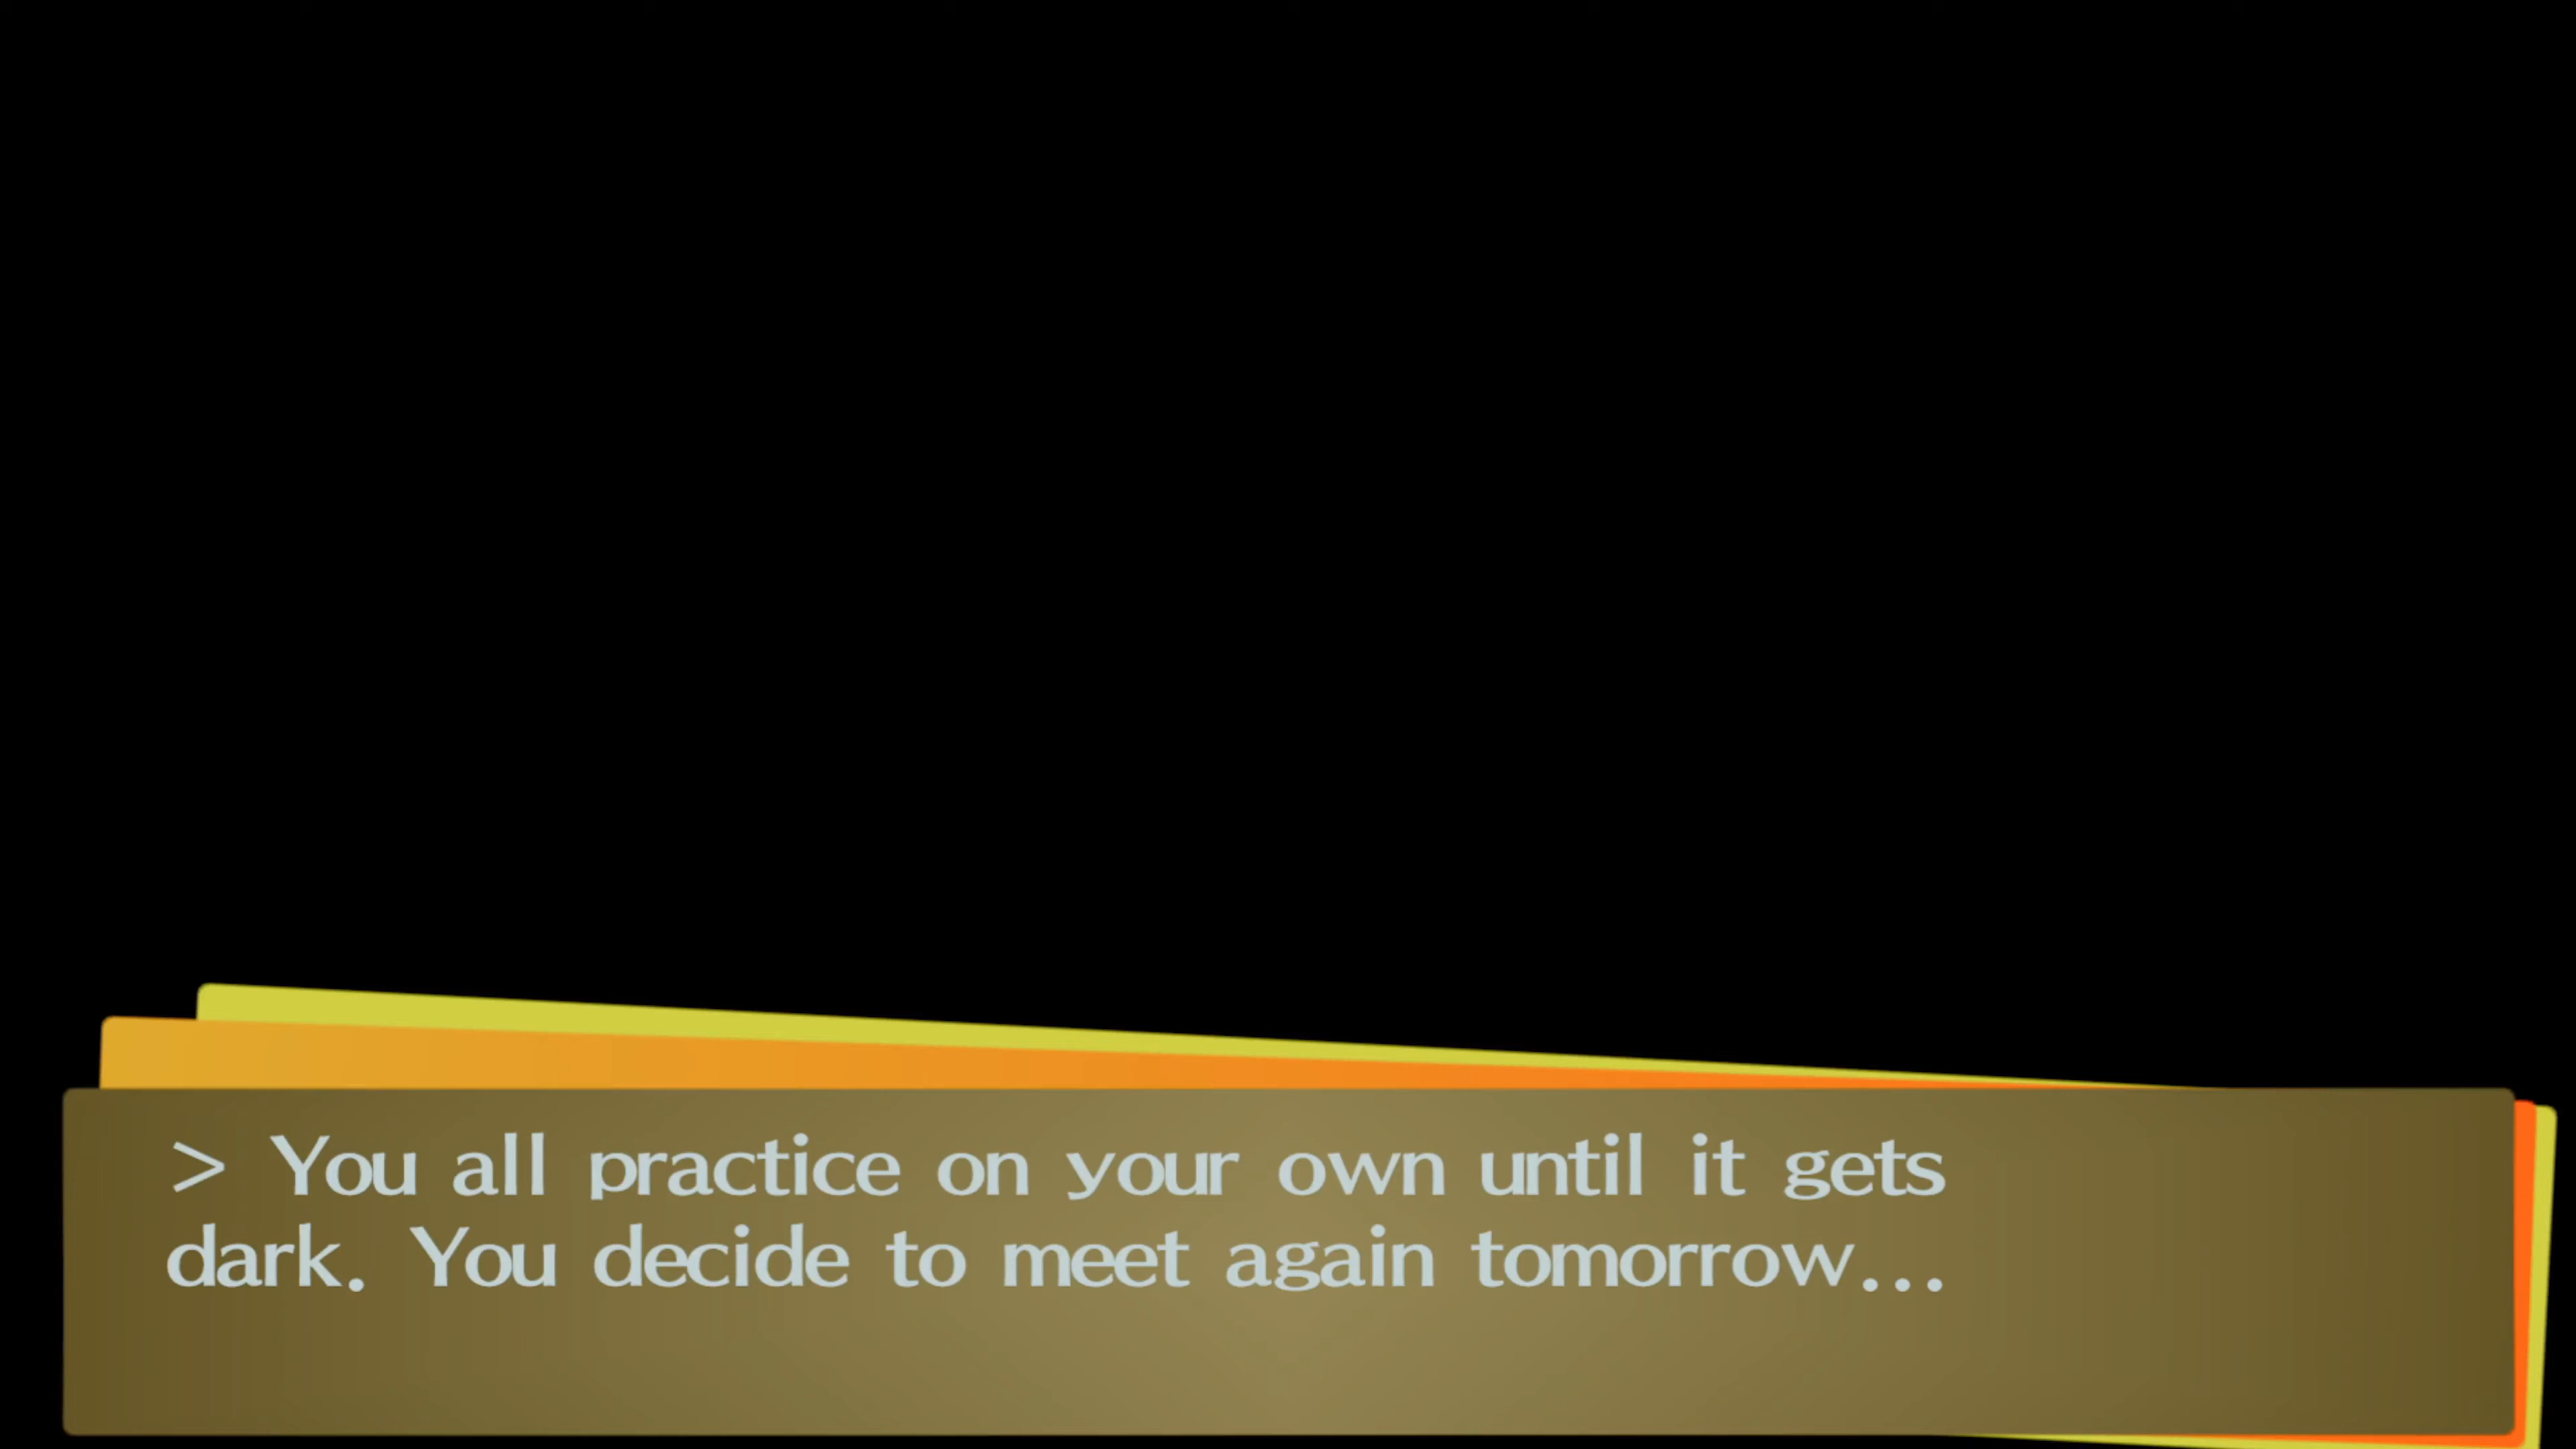 > You all practice on your own until it gets
dark. You decide to meet again tomorrow...